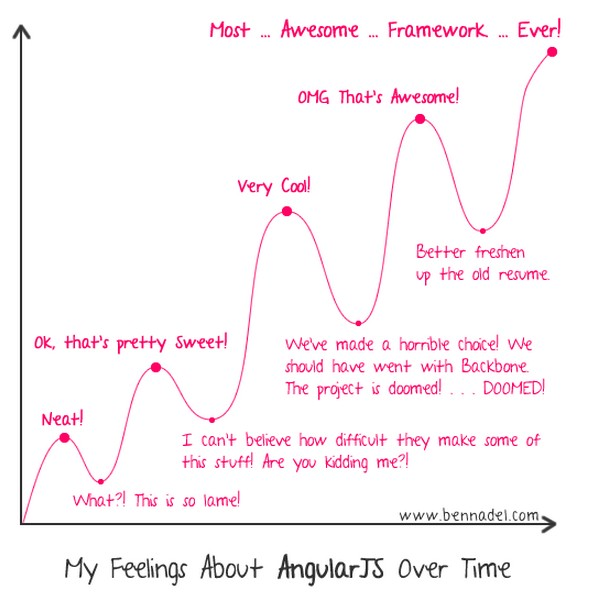 Most ... Awesome ... Framework ... Ever!
OMG That's Awesome!
Very Cool!
Better freshen
up the old resume.
Ok, that's pretty Sweet!
We've made a horrible choice! We
should have went with Backbone.
The project is doomed! . . . DOOMED!
Neat!
I can't believe how difficult they make some of
this stuff! Are you kidding me?!
What?! This is so lame!
www.bennadel.com
My Feelings About AngularJS Over Time